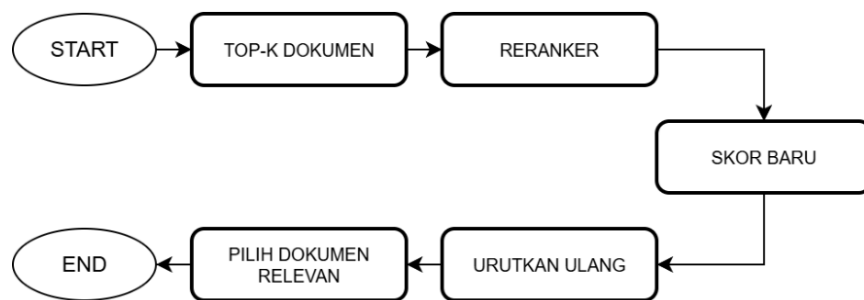 START
TOP-K DOKUMEN
RERANKER
SKOR BARU
URUTKAN ULANG
PILIH DOKUMEN
RELEVAN
END